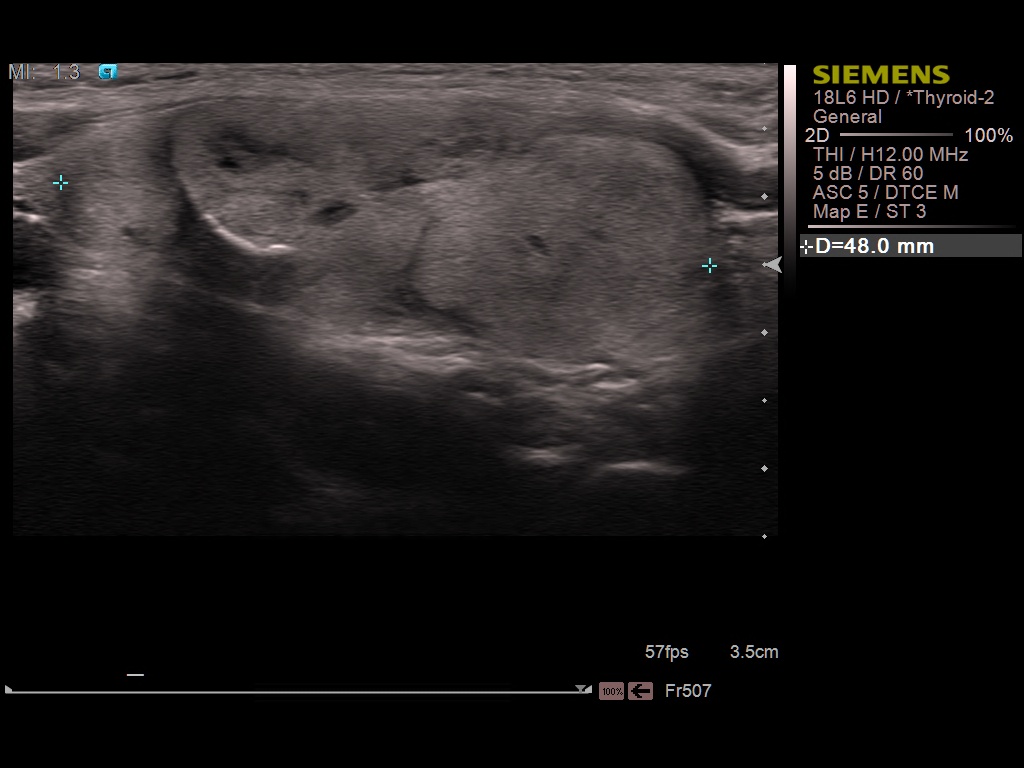 MI: 1.3
SIEMENS
18L6 HD / *Thyroid-2
General
2D 100%
THI / H12.00 MHz
5 dB / DR 60
ASC 5 / DTCE M
Map E / ST 3
D=48.0 mm
57fps 3.5cm
100% Fr507